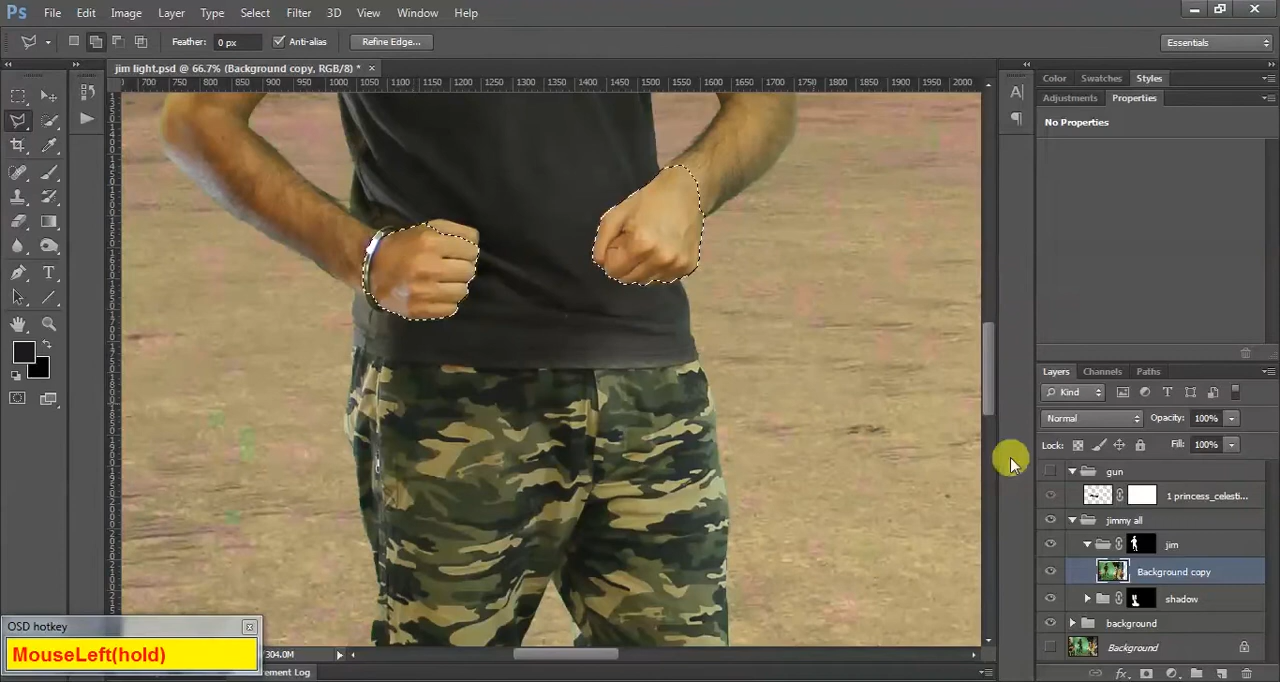 Ps File Edit Image Layer Type Select Filter 3D View Window Help
Feather: 0 px Anti-alias Refine Edge... Essentials
jim light.psd @ 66.7% (Background copy, RGB/8) * ×
700 750 800 850 900 950 1000 1050 1100 1150 1200 1250 1300 1350 1400 1450 1500 1550 1600 1650 1700 1750 1800 1850 1900 1950 2000
Color Swatches Styles
Adjustments Properties
No Properties
Layers Channels Paths
Kind
Normal Opacity: 100%
Lock: Fill: 100%
gun
1 princess_celesti...
jimmy all
jim
Background copy
shadow
background
Background
OSD hotkey
MouseLeft(hold)
304.0M
ement Log